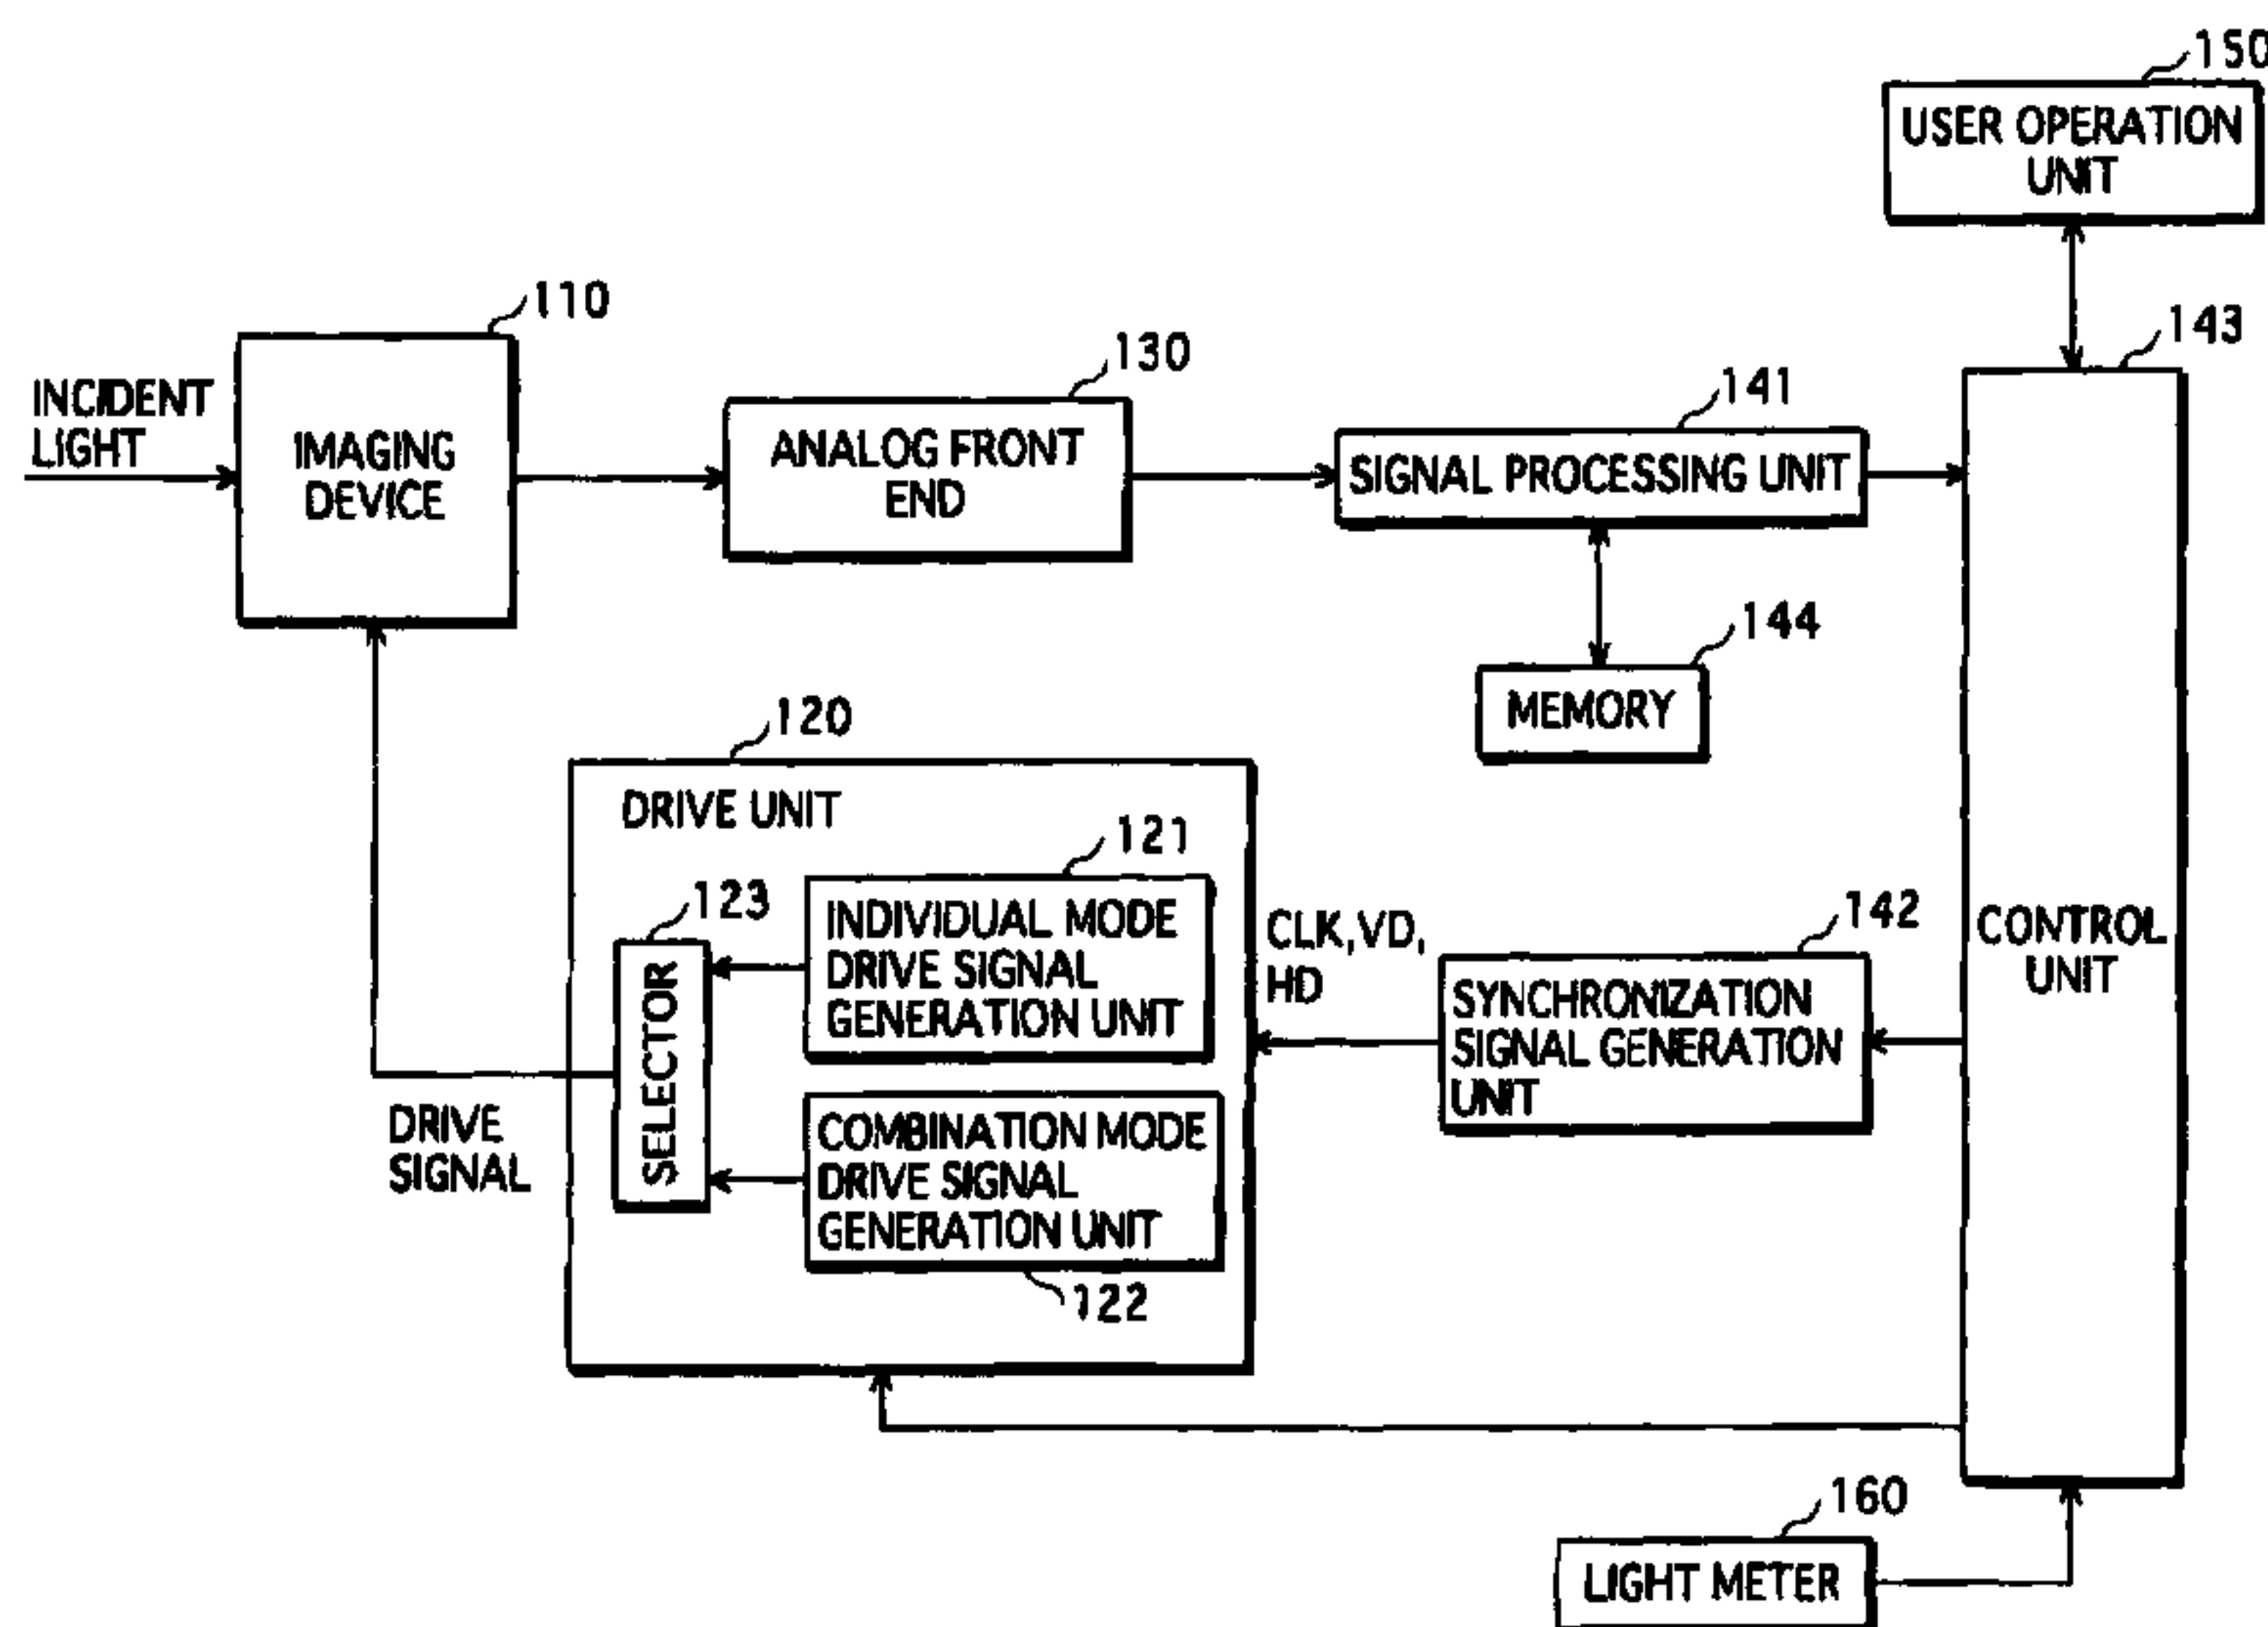 150
USER OPERATION
UNIT
110
143
130
141
INCIDENT
LIGHT
IMAGING
DEVICE
ANALOG FRONT
END
SIGNAL PROCESSING UNIT
144
MEMORY
120
DRIVE UNIT
121
123
INDIVIDUAL MODE
DRIVE SIGNAL
GENERATION UNIT
CLK,VD,
HD
142
CONTROL
UNIT
SELECTOR
SYNCHRONIZATION
SIGNAL GENERATION
UNIT
DRIVE
SIGNAL
COMBINATION MODE
DRIVE SIGNAL
GENERATION UNIT
122
160
LIGHT METER